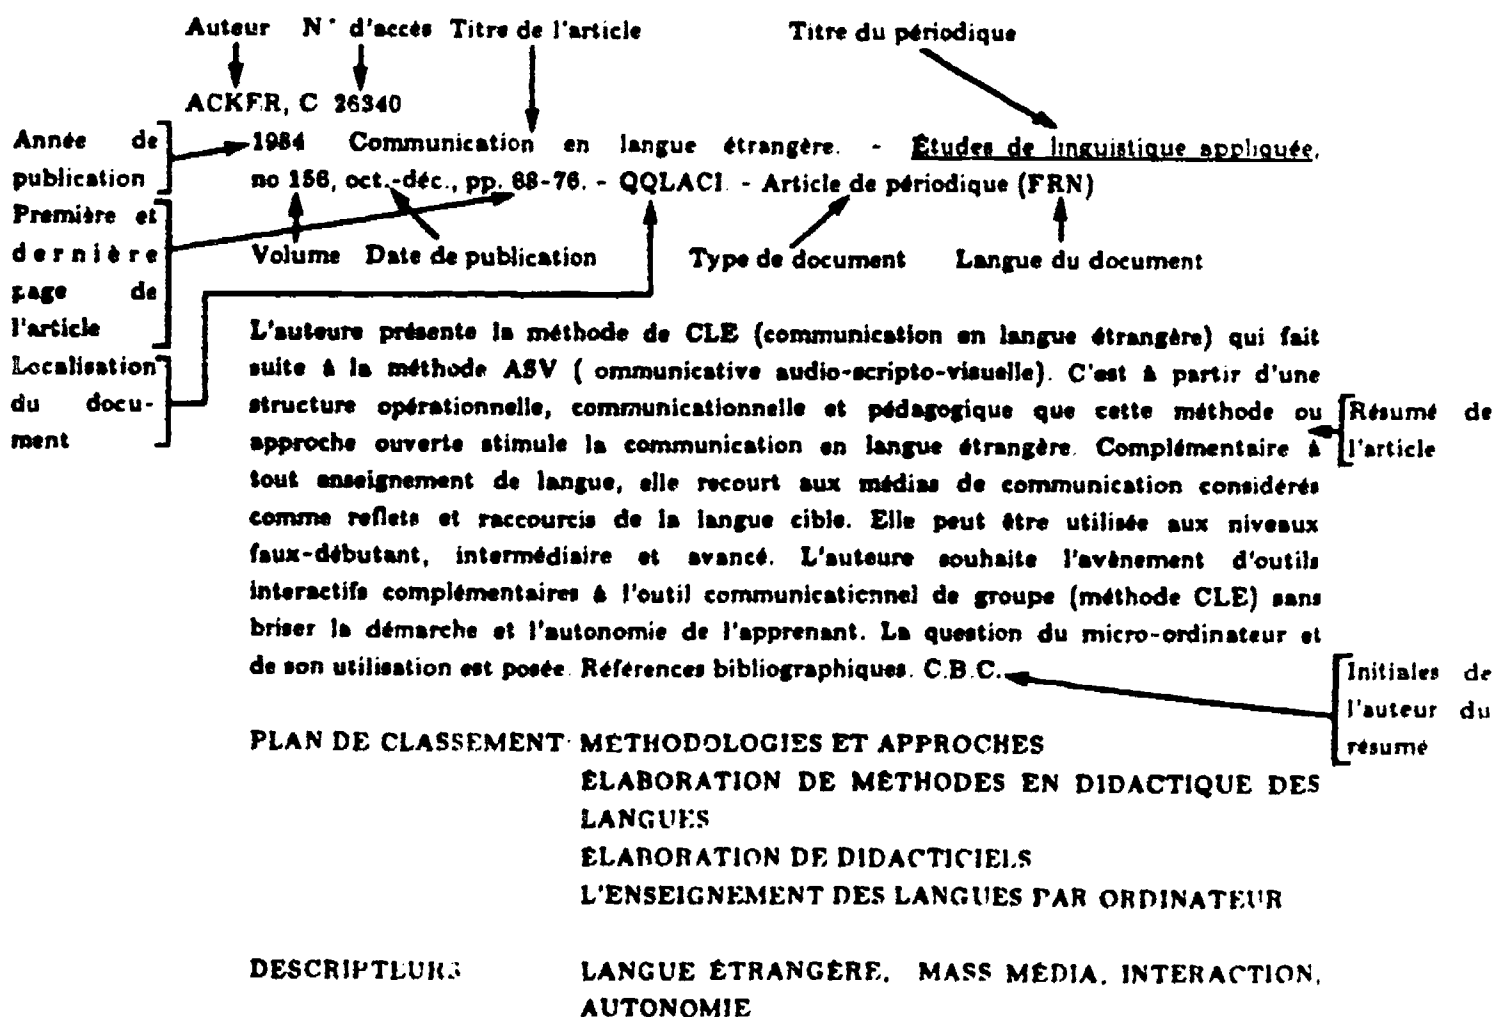 Auteur N° d'accès Titre de l'article Titre du périodique
ACKER, C 26340
Année de publication
1984 Communication en langue étrangère. - Études de linguistique appliquée,
no 156, oct.-déc., pp. 68-76. - QQLACI. - Article de périodique (FRN)
Première et
dernière
page de
l'article
Volume Date de publication Type de document Langue du document
Localisation
du docu-
ment
L'auteure présente la méthode de CLE (communication en langue étrangère) qui fait
suite à la méthode ASV ( ommunicative audio-scripto-visuelle). C'est à partir d'une
structure opérationnelle, communicationnelle et pédagogique que cette méthode ou
approche ouverte stimule la communication en langue étrangère. Complémentaire à
tout enseignement de langue, elle recourt aux médias de communication considérés
comme reflets et raccourcis de la langue cible. Elle peut être utilisée aux niveaux
faux-débutant, intermédiaire et avancé. L'auteure souhaite l'avènement d'outils
interactifs complémentaires à l'outil communicationnel de groupe (méthode CLE) sans
briser la démarche et l'autonomie de l'apprenant. La question du micro-ordinateur et
de son utilisation est posée. Références bibliographiques. C.B.C.
Résumé de
l'article
Initiales de
l'auteur du
résumé
PLAN DE CLASSEMENT: MÉTHODOLOGIES ET APPROCHES
ÉLABORATION DE MÉTHODES EN DIDACTIQUE DES
LANGUES
ÉLABORATION DE DIDACTICIELS
L'ENSEIGNEMENT DES LANGUES PAR ORDINATEUR
DESCRIPTEURS LANGUE ÉTRANGÈRE, MASS MÉDIA, INTERACTION,
AUTONOMIE